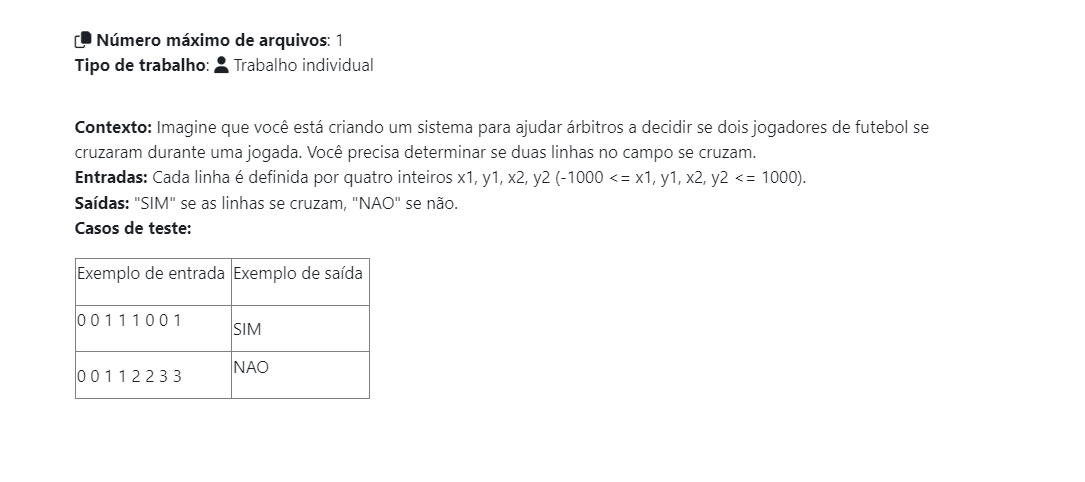 Número máximo de arquivos: 1
Tipo de trabalho: Trabalho individual
Contexto: Imagine que você está criando um sistema para ajudar árbitros a decidir se dois jogadores de futebol se
cruzaram durante uma jogada. Você precisa determinar se duas linhas no campo se cruzam.
Entradas: Cada linha é definida por quatro inteiros x1, y1, x2, y2 (-1000 <= x1, y1, x2, y2 <= 1000).
Saídas: "SIM" se as linhas se cruzam, "NAO" se não.
Casos de teste:
Exemplo de entrada Exemplo de saída
0 0 1 1 1 0 0 1 SIM
0 0 1 1 2 2 3 3 NAO